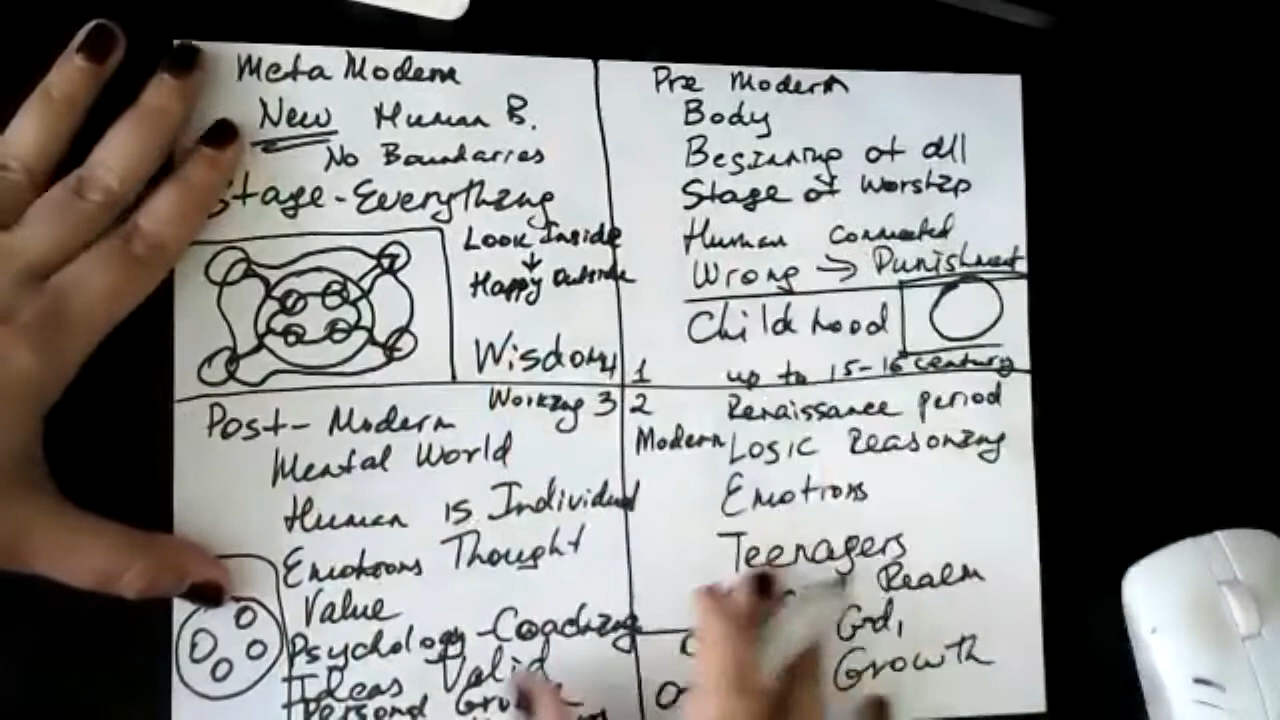 Meta Modern
New Human B.
No Boundaries
Stage - Everything
Look Inside
↓
Happy Outside
Wisdom 4
Pre Modern
Body
Beginning of all
Stage of Worship
Human connected
Wrong → Punishment
Childhood
1 up to 15-16 century
Working 3
Post-Modern
Mental World
Human is Individual
Emotions Thought
Value
Psychology - Coaching
Ideas Valid
Personal
2 Renaissance period
Modern Logic Reasoning
Emotions
Teenagers
Realm
God,
Growth